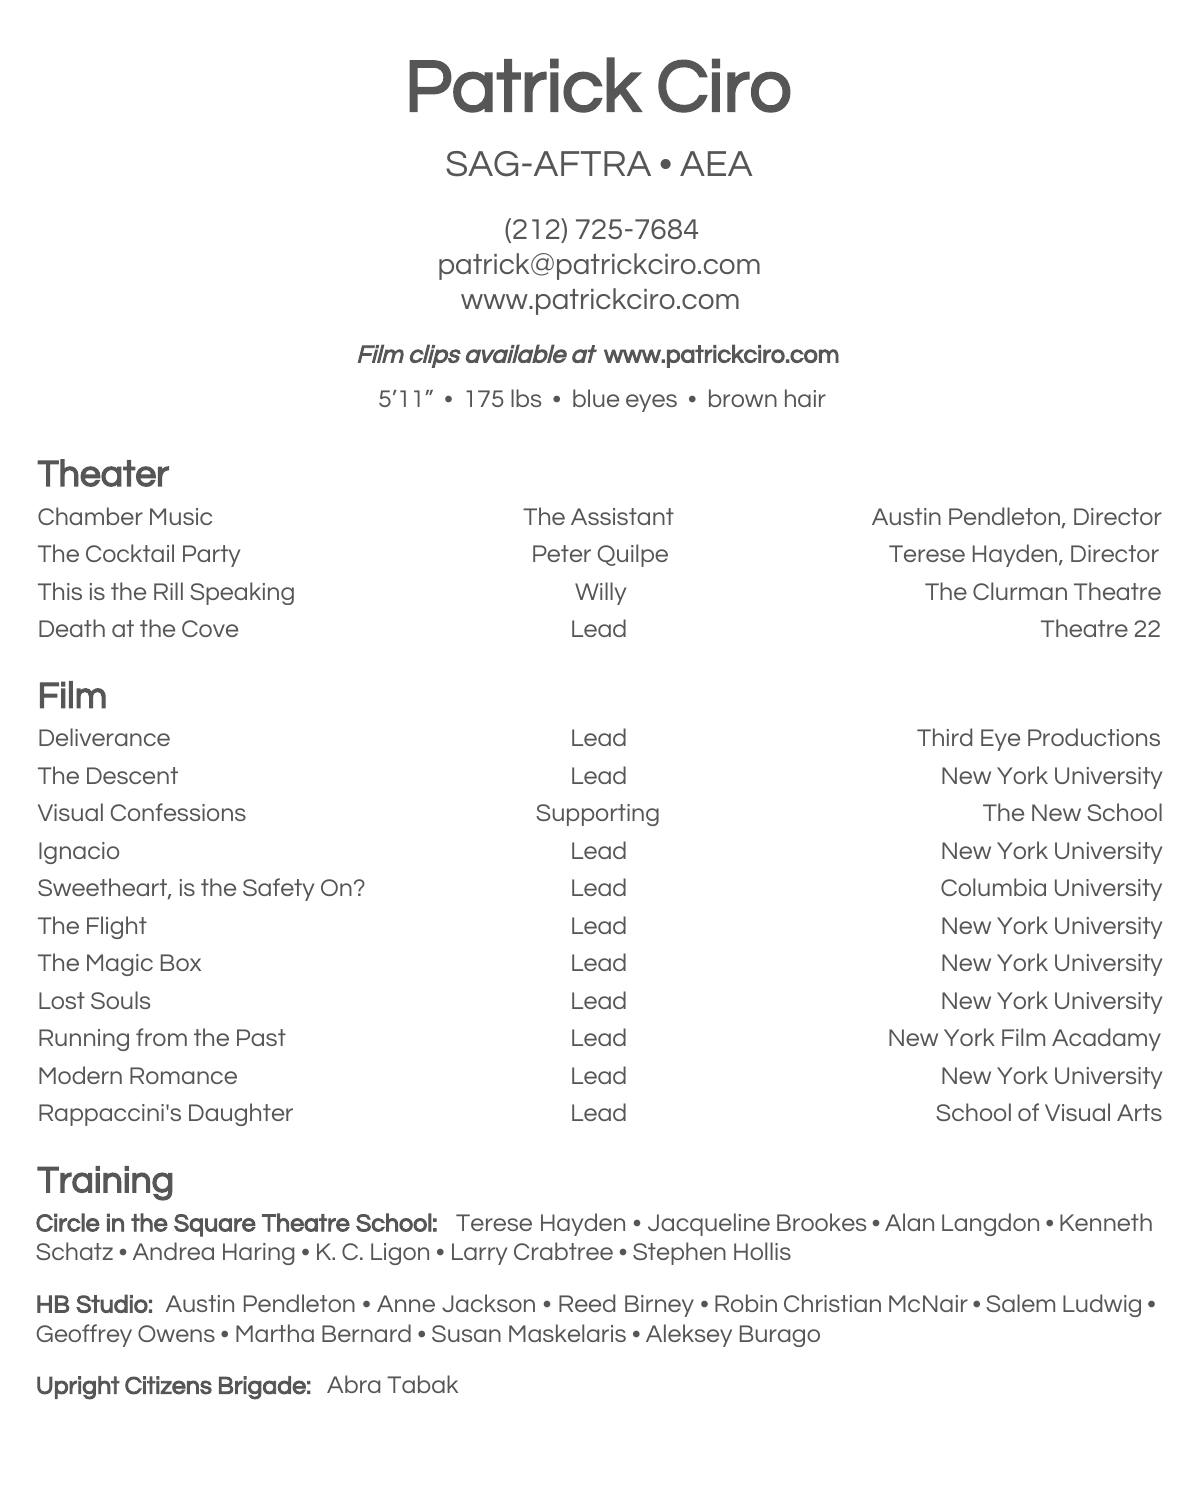 Patrick Ciro
SAG-AFTRA • AEA
(212) 725-7684
patrick@patrickciro.com
www.patrickciro.com
Film clips available at www.patrickciro.com
5’11” • 175 lbs • blue eyes • brown hair
Theater
Chamber Music The Assistant Austin Pendleton, Director
The Cocktail Party Peter Quilpe Terese Hayden, Director
This is the Rill Speaking Willy The Clurman Theatre
Death at the Cove Lead Theatre 22
Film
Deliverance Lead Third Eye Productions
The Descent Lead New York University
Visual Confessions Supporting The New School
Ignacio Lead New York University
Sweetheart, is the Safety On? Lead Columbia University
The Flight Lead New York University
The Magic Box Lead New York University
Lost Souls Lead New York University
Running from the Past Lead New York Film Acadamy
Modern Romance Lead New York University
Rappaccini's Daughter Lead School of Visual Arts
Training
Circle in the Square Theatre School: Terese Hayden • Jacqueline Brookes • Alan Langdon • Kenneth
Schatz • Andrea Haring • K. C. Ligon • Larry Crabtree • Stephen Hollis
HB Studio: Austin Pendleton • Anne Jackson • Reed Birney • Robin Christian McNair • Salem Ludwig •
Geoffrey Owens • Martha Bernard • Susan Maskelaris • Aleksey Burago
Upright Citizens Brigade: Abra Tabak